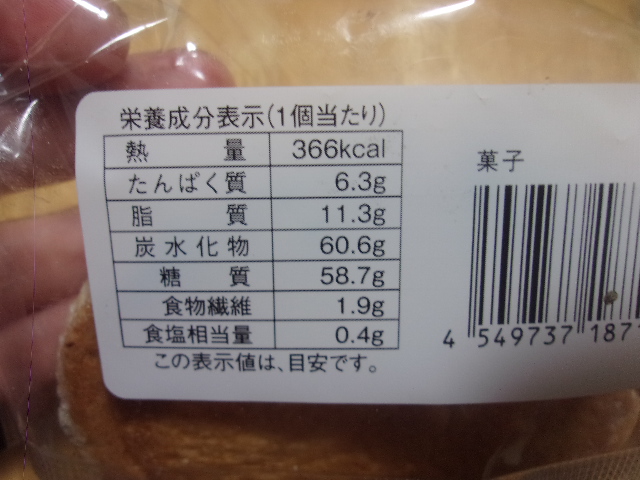 栄養成分表示(1個当たり)
熱量 366kcal
たんぱく質 6.3g
脂質 11.3g
炭水化物 60.6g
糖質 58.7g
食物繊維 1.9g
食塩相当量 0.4g
この表示値は、目安です。
菓子
4 549737 187